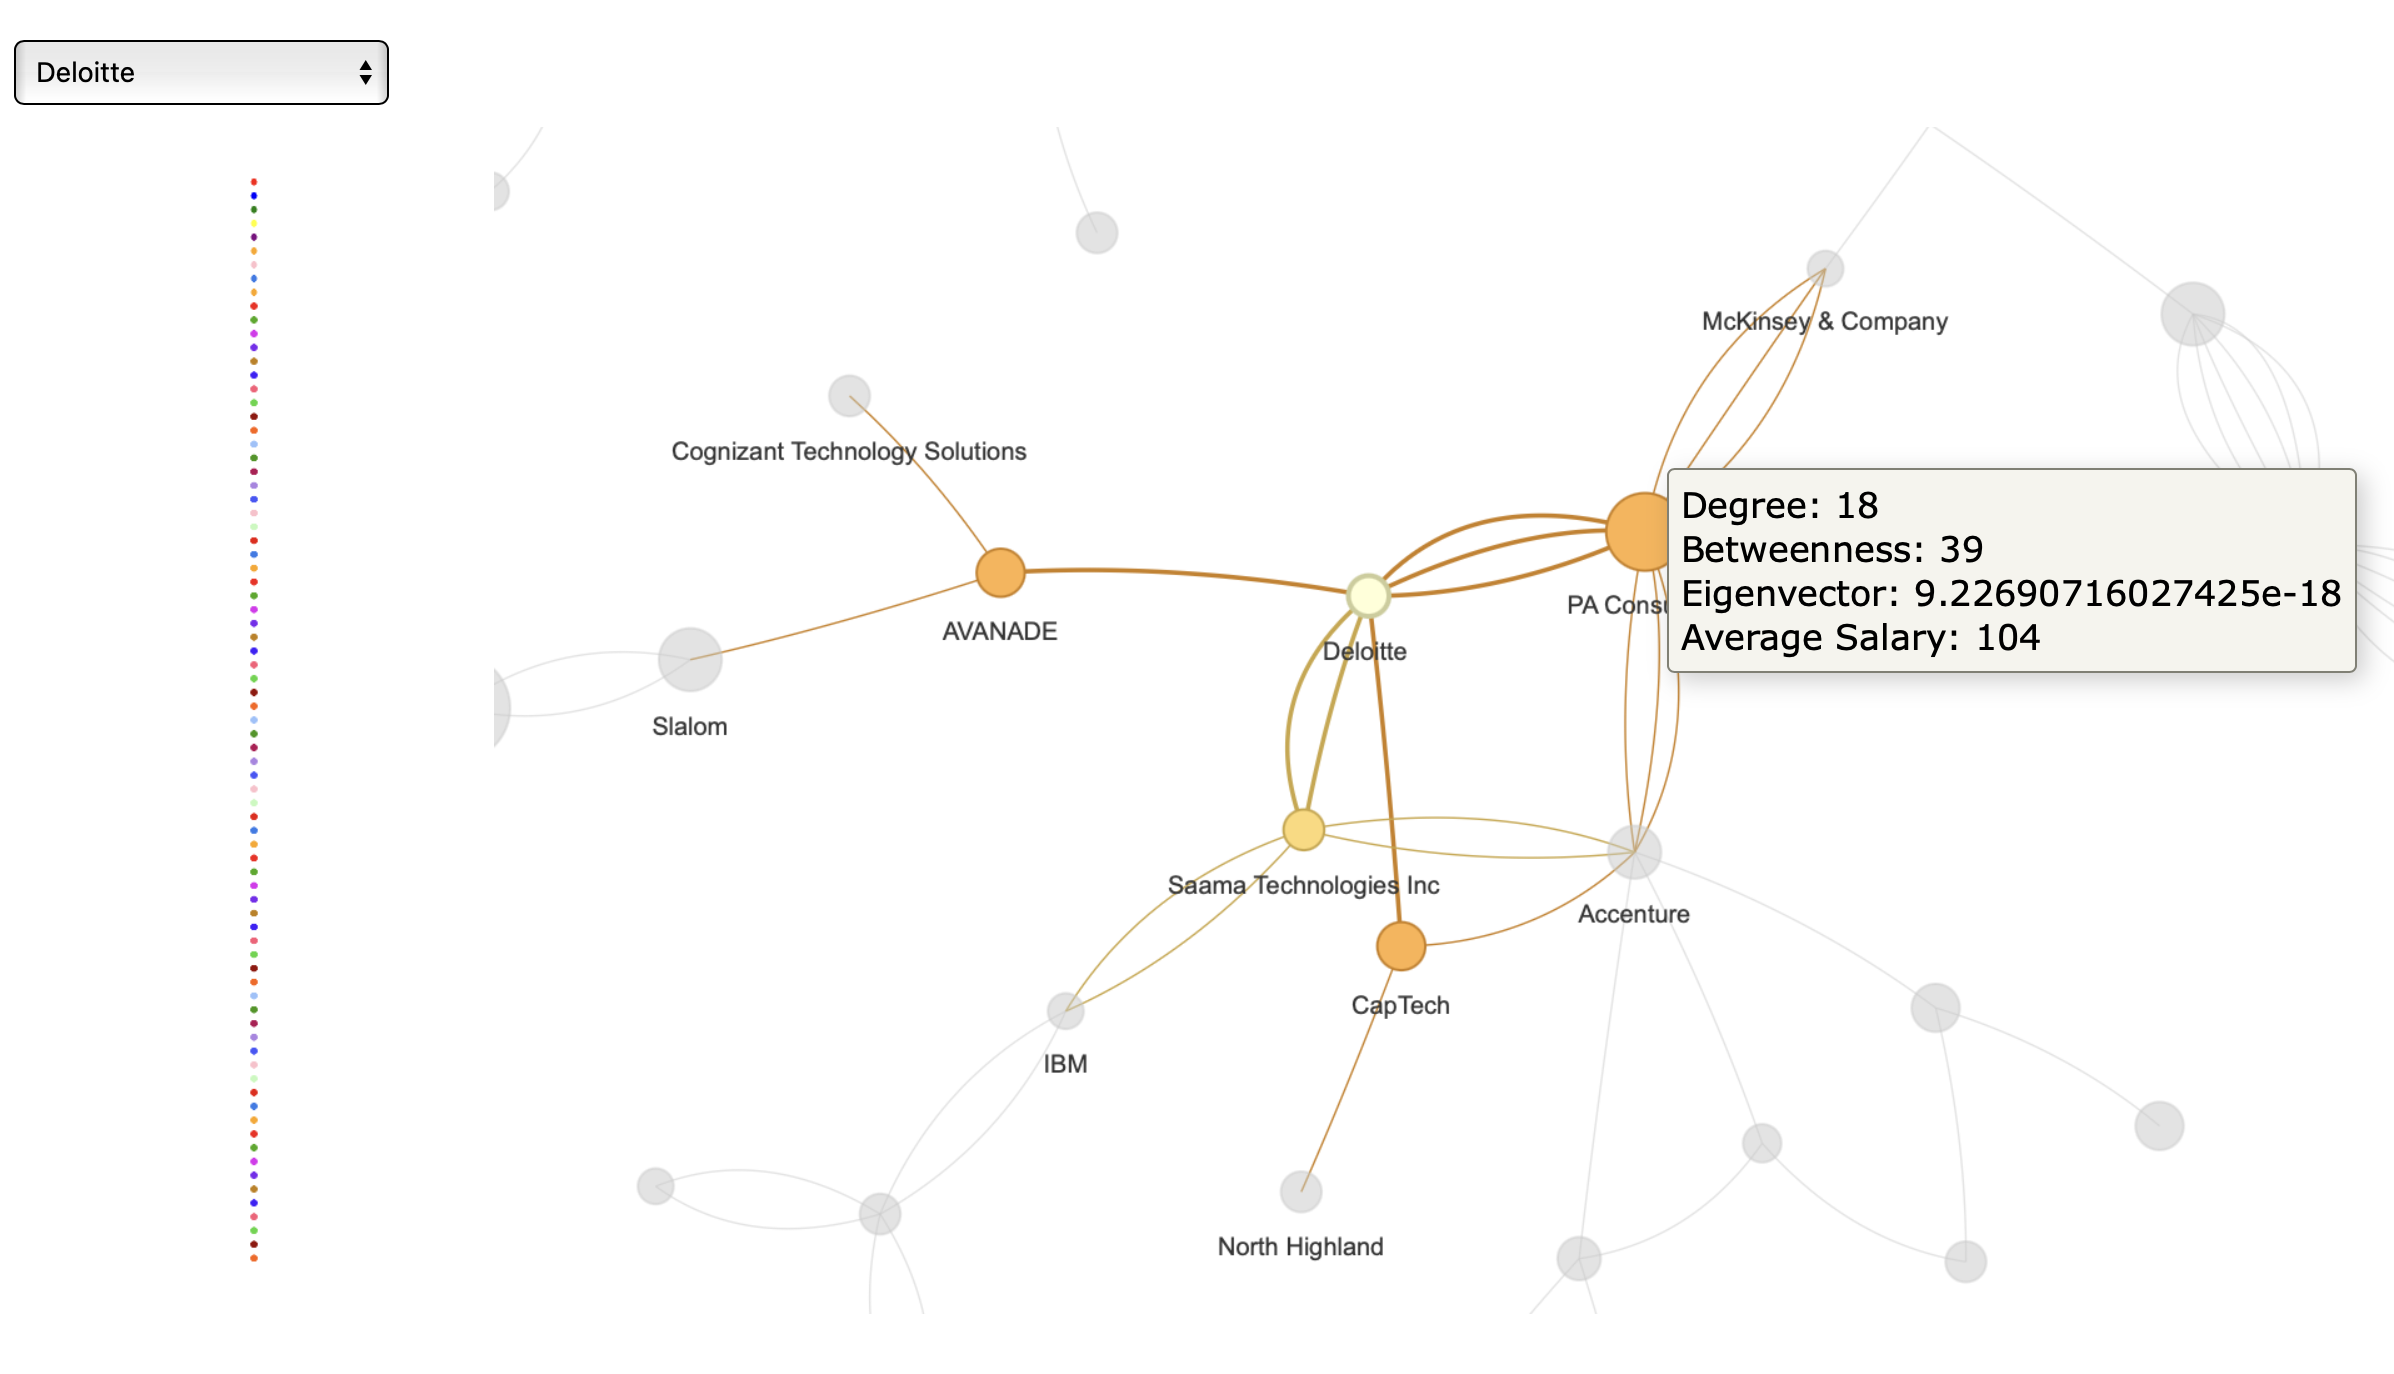 Deloitte
McKinsey & Company
Cognizant Technology Solutions
Degree: 18
Betweenness: 39
Eigenvector: 9.22690716027425e-18
Average Salary: 104
PA
AVANADE
Deloitte
Slalom
Saama Technologies Inc
Accenture
CapTech
IBM
North Highland